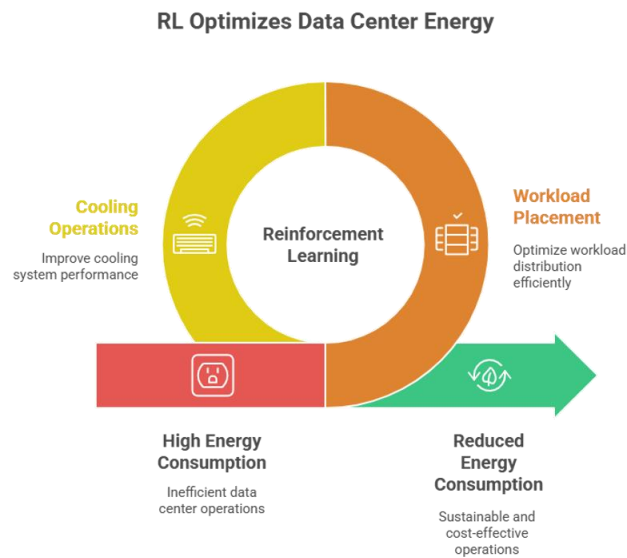 RL Optimizes Data Center Energy
Cooling
Operations
Improve cooling
system performance
Reinforcement
Learning
Workload
Placement
Optimize workload
distribution
efficiently
High Energy
Consumption
Inefficient data
center operations
Reduced
Energy
Consumption
Sustainable and
cost-effective
operations